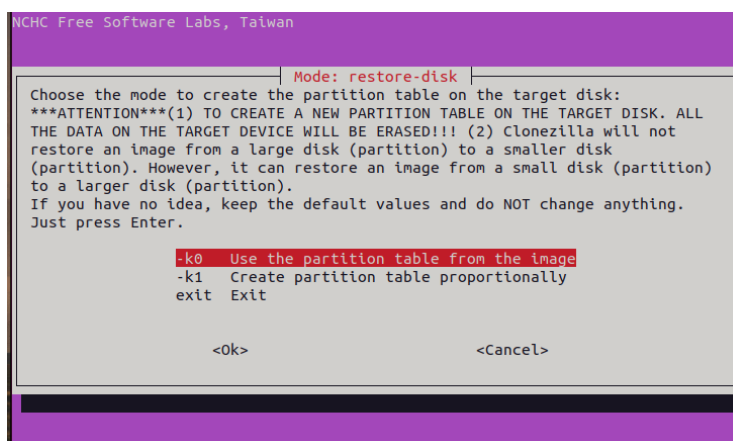 NCHC Free Software Labs, Taiwan
Mode: restore-disk
Choose the mode to create the partition table on the target disk:
***ATTENTION***(1) TO CREATE A NEW PARTITION TABLE ON THE TARGET DISK. ALL
THE DATA ON THE TARGET DEVICE WILL BE ERASED!!! (2) Clonezilla will not
restore an image from a large disk (partition) to a smaller disk
(partition). However, it can restore an image from a small disk (partition)
to a larger disk (partition).
If you have no idea, keep the default values and do NOT change anything.
Just press Enter.
-k0 Use the partition table from the image
-k1 Create partition table proportionally
exit Exit
<Ok> <Cancel>